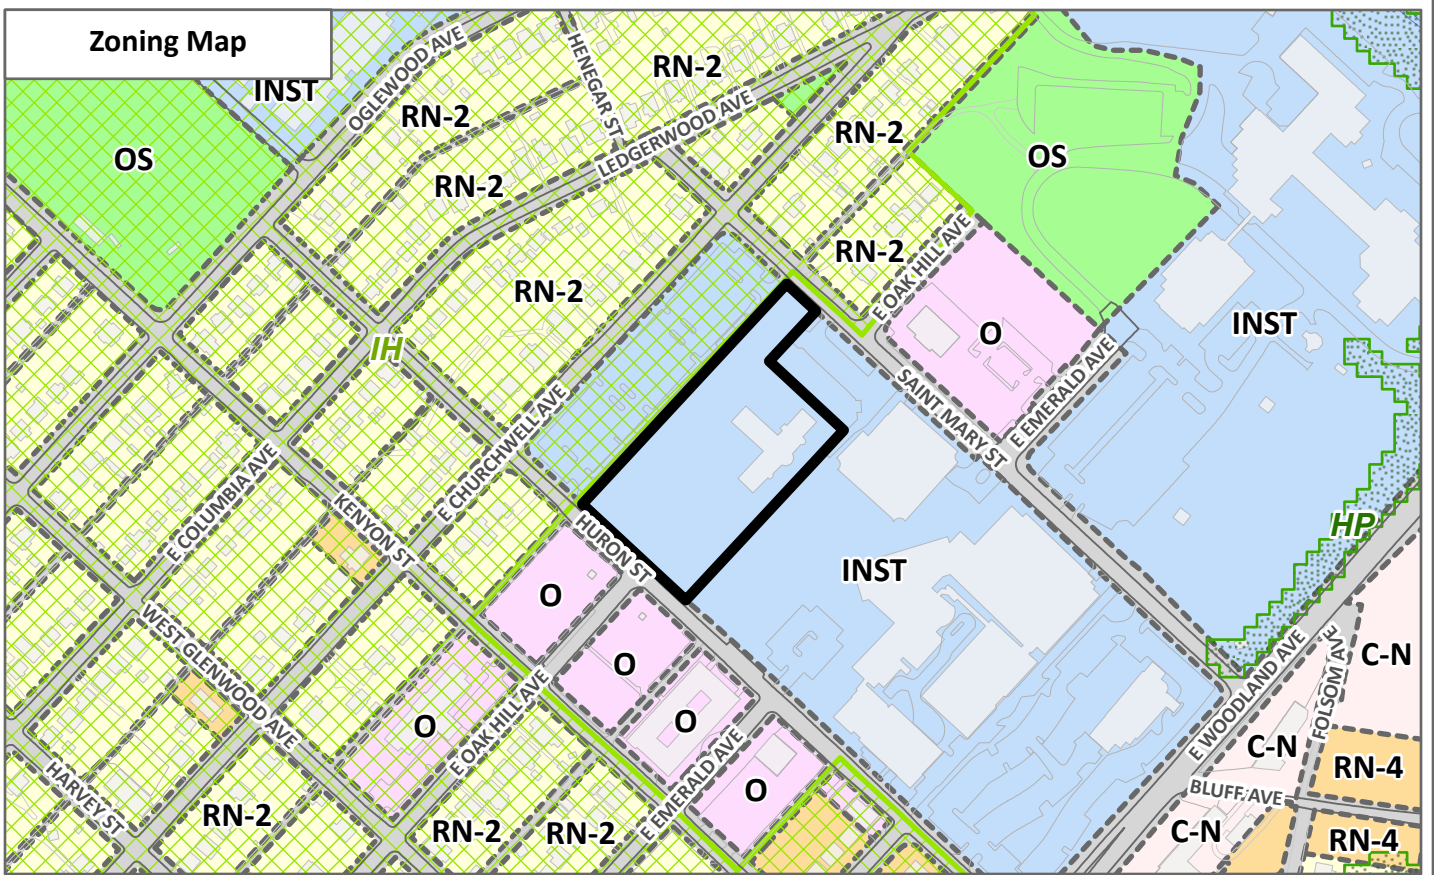 Zoning Map
OGLEWOOD AVE
HENEGAR ST
RN-2
INST
RN-2
LEDGERWOOD AVE
RN-2
OS
OS
RN-2
RN-2
E OAK HILL AVE
RN-2
INST
O
IH
E EMERALD AVE
SAINT MARY ST
E CHURCHWELL AVE
E COLUMBIA AVE
KENYON ST
HURON ST
HP
INST
O
WEST GLENWOOD AVE
O
E WOODLAND AVE
FOLSOM AVE
C-N
O
O
E OAK HILL AVE
C-N
RN-4
E EMERALD AVE
O
BLUFF AVE
HARVEY ST
RN-2
RN-2
RN-2
C-N
RN-4